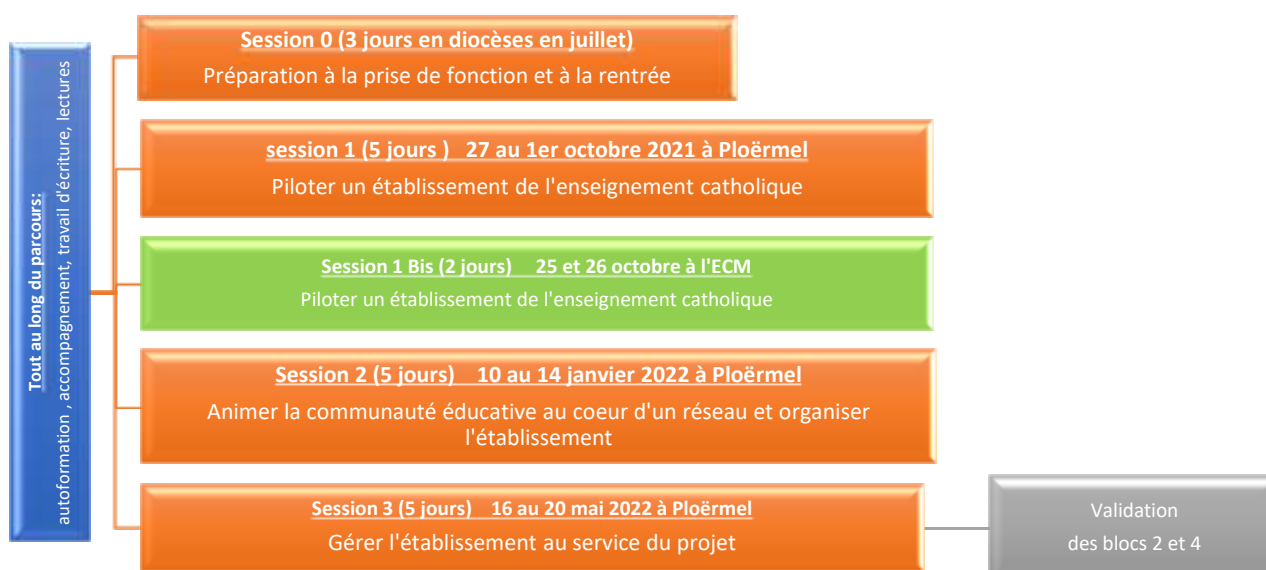 Tout au long du parcours:
autoformation , accompagnement, travail d'écriture, lectures
Session 0 (3 jours en diocèses en juillet)
Préparation à la prise de fonction et à la rentrée
session 1 (5 jours ) 27 au 1er octobre 2021 à Ploërmel
Piloter un établissement de l'enseignement catholique
Session 1 Bis (2 jours) 25 et 26 octobre à l'ECM
Piloter un établissement de l'enseignement catholique
Session 2 (5 jours) 10 au 14 janvier 2022 à Ploërmel
Animer la communauté éducative au coeur d'un réseau et organiser
l'établissement
Session 3 (5 jours) 16 au 20 mai 2022 à Ploërmel
Gérer l'établissement au service du projet
Validation
des blocs 2 et 4